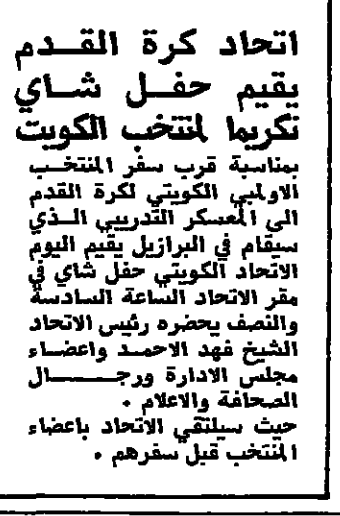 اتحاد كرة القدم
يقيم حفل شاي
تكريما لمنتخب الكويت
بمناسبة قرب سفر المنتخب
الاولمبي الكويتي لكرة القدم
الى المعسكر التدريبي الذي
سيقام في البرازيل يقيم اليوم
الاتحاد الكويتي حفل شاي في
مقر الاتحاد الساعة السادسة
والنصف يحضره رئيس الاتحاد
الشيخ فهد الاحمد واعضاء
مجلس الادارة ورجال
الصحافة والاعلام .
حيث سيلتقي الاتحاد باعضاء
المنتخب قبل سفرهم .